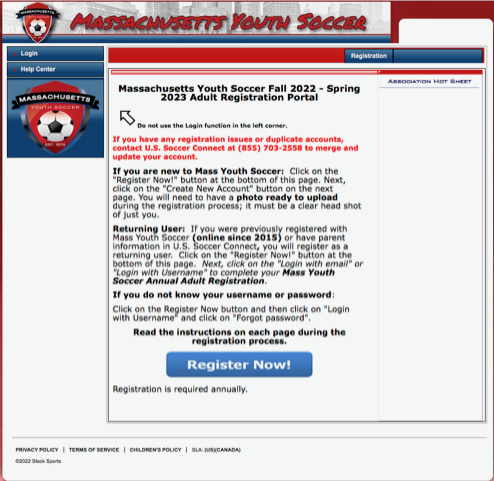 MASSACHUSETTS YOUTH SOCCER
Login
Registration
Help Center
MASSACHUSETTS
YOUTH SOCCER
EST. 1974
Association Hot Sheet
Massachusetts Youth Soccer Fall 2022 - Spring
2023 Adult Registration Portal
Do not use the Login function in the left corner.
If you have any registration issues or duplicate accounts,
contact U.S. Soccer Connect at (855) 703-2558 to merge and
update your account.
If you are new to Mass Youth Soccer: Click on the
"Register Now!" button at the bottom of this page. Next,
click on the "Create New Account" button on the next
page. You will need to have a photo ready to upload
during the registration process; it must be a clear head shot
of just you.
Returning User: If you were previously registered with
Mass Youth Soccer (online since 2015) or have parent
information in U.S. Soccer Connect, you will register as a
returning user. Click on the "Register Now!" button at the
bottom of this page. Next, click on the "Login with email" or
"Login with Username" to complete your Mass Youth
Soccer Annual Adult Registration.
If you do not know your username or password:
Click on the Register Now button and then click on "Login
with Username" and click on "Forgot password".
Read the instructions on each page during the
registration process.
Register Now!
Registration is required annually.
PRIVACY POLICY | TERMS OF SERVICE | CHILDREN'S POLICY | SLA: (US)(CANADA)
©2022 Stack Sports